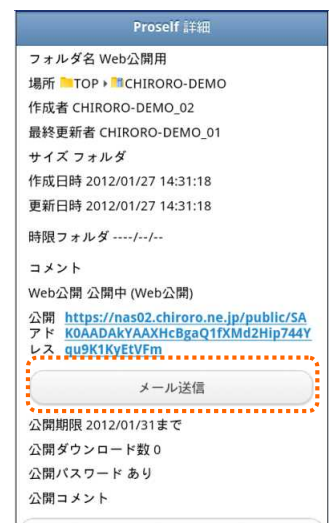 Proself 詳細
フォルダ名 Web公開用
場所 TOP ▸ CHIRORO-DEMO
作成者 CHIRORO-DEMO_02
最終更新者 CHIRORO-DEMO_01
サイズ フォルダ
作成日時 2012/01/27 14:31:18
更新日時 2012/01/27 14:31:18
時限フォルダ ----/--/--
コメント
Web公開 公開中 (Web公開)
公開 https://nas02.chiroro.ne.jp/public/SA
アド K0AADAkYAAXHcBgaQ1fXMd2Hip744Y
レス qu9K1KyEtVFm
メール送信
公開期限 2012/01/31まで
公開ダウンロード数 0
公開パスワード あり
公開コメント